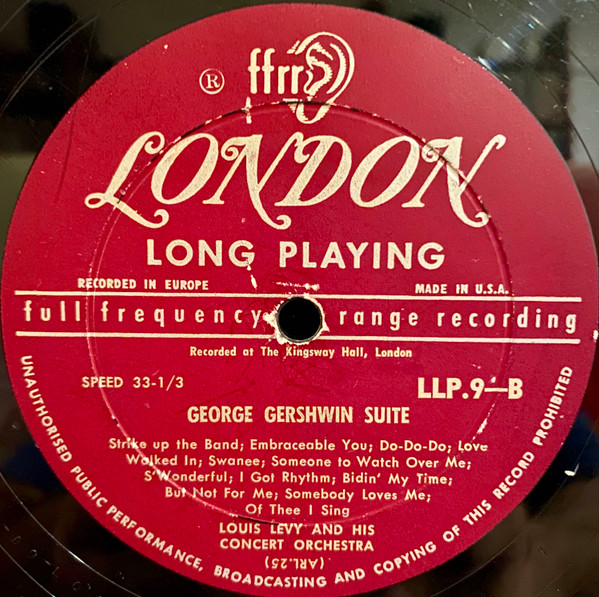 ® ffrr
LONDON
LONG PLAYING
RECORDED IN EUROPE
MADE IN U.S.A.
full frequency range recording
Recorded at The Kingsway Hall, London
SPEED 33-1/3
LLP.9—B
GEORGE GERSHWIN SUITE
Strike up the Band; Embraceable You; Do-Do-Do; Love
Walked In; Swanee; Someone to Watch Over Me;
S'Wonderful; I Got Rhythm; Bidin' My Time;
But Not For Me; Somebody Loves Me;
Of Thee I Sing
LOUIS LEVY AND HIS
CONCERT ORCHESTRA
(ARL.25)
UNAUTHORISED PUBLIC PERFORMANCE, BROADCASTING AND COPYING OF THIS RECORD PROHIBITED